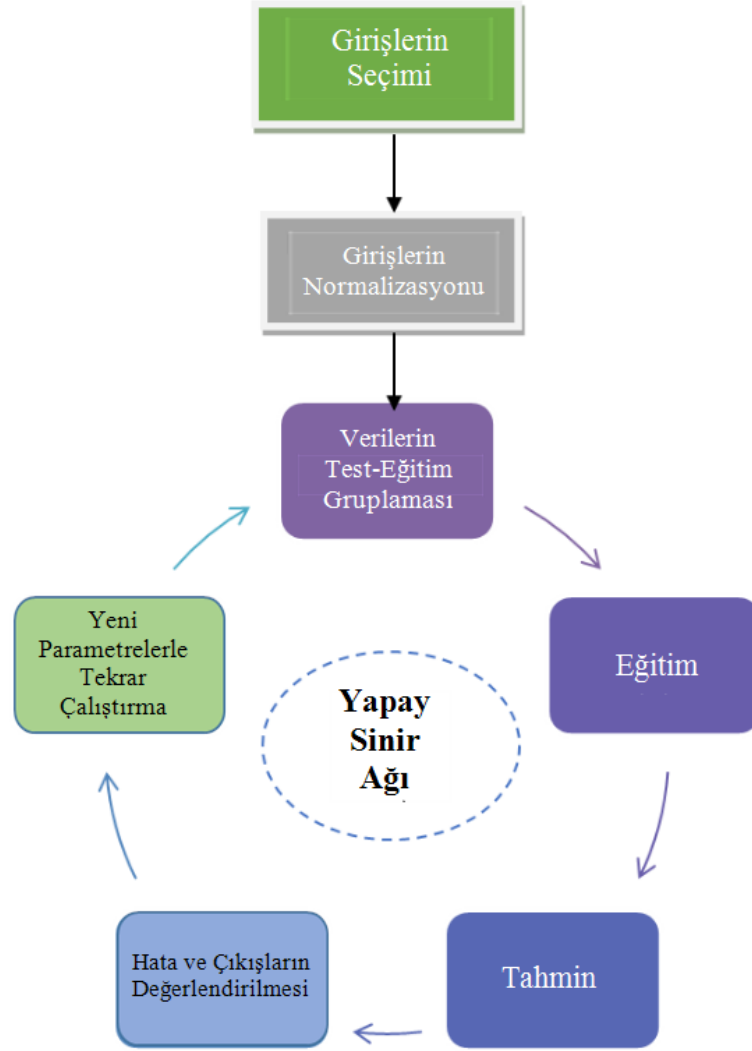 Girişlerin
Seçimi
Girişlerin
Normalizasyonu
Verilerin
Test-Eğitim
Gruplaması
Eğitim
Tahmin
Hata ve Çıkışların
Değerlendirilmesi
Yeni
Parametrelerle
Tekrar
Çalıştırma
Yapay
Sinir
Ağı